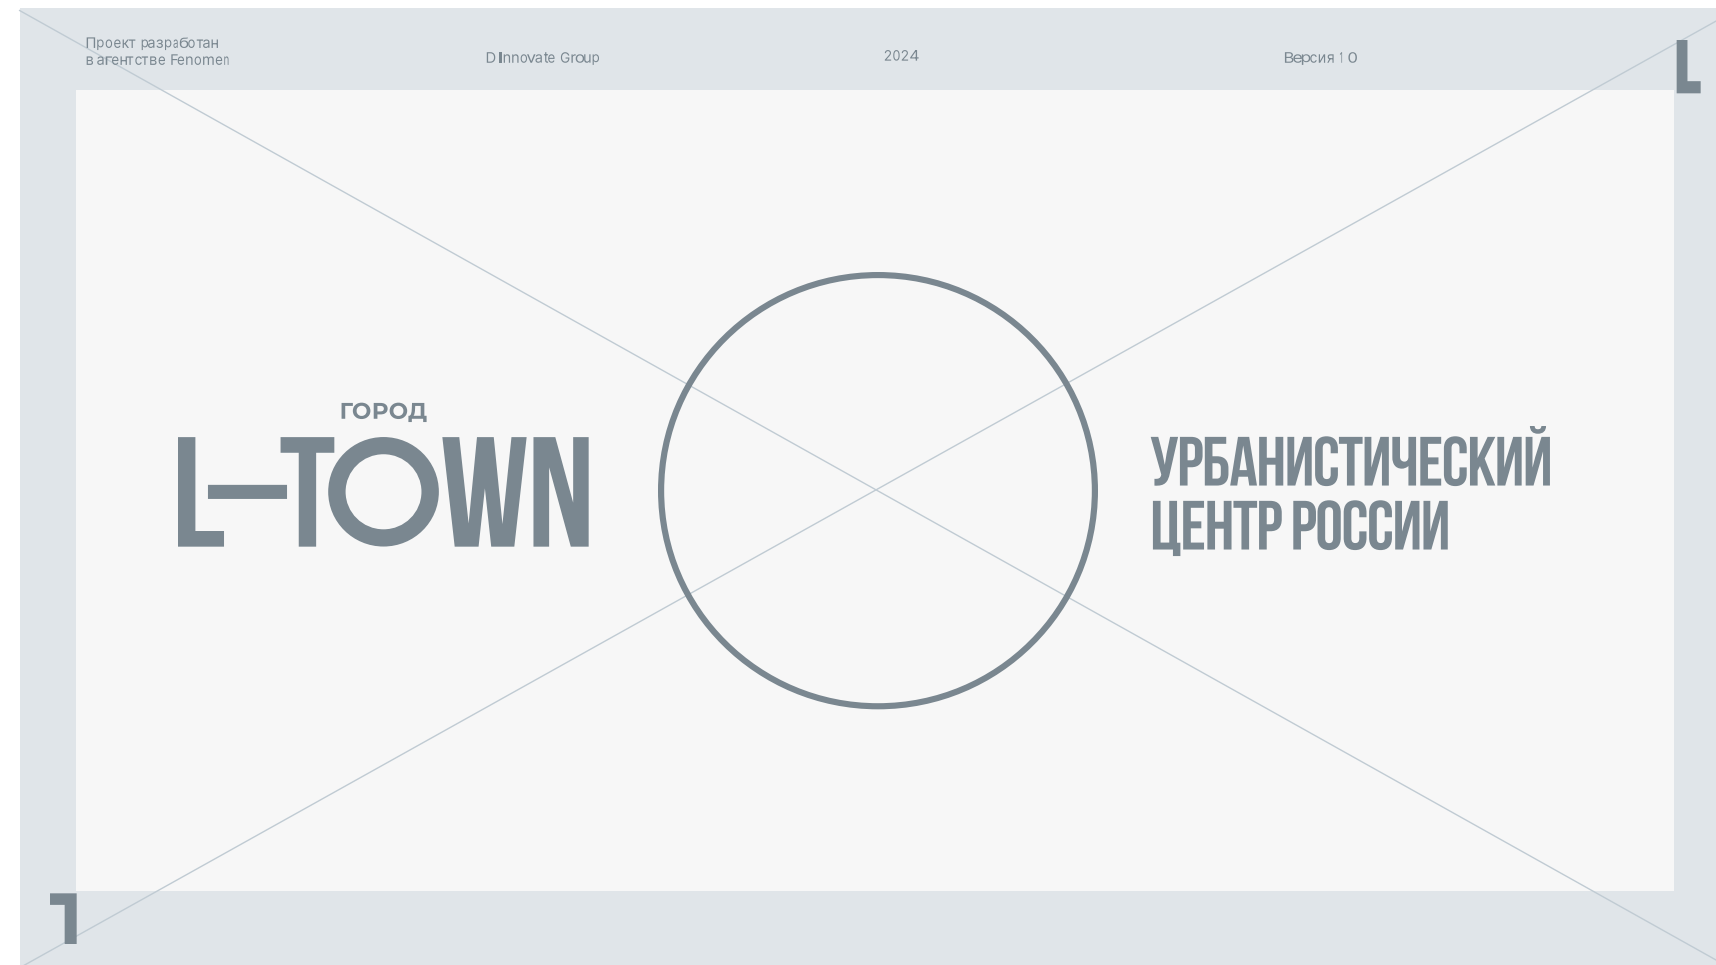 Проект разработан
в агентстве Fenomen
D Innovate Group
2024
Версия 1 0
ГОРОД
L—TOWN
УРБАНИСТИЧЕСКИЙ
ЦЕНТР РОССИИ